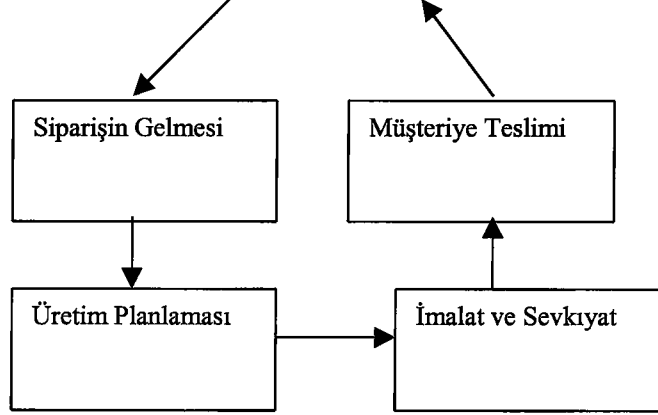 Siparişin Gelmesi
Müşteriye Teslimi
Üretim Planlaması
İmalat ve Sevkıyat